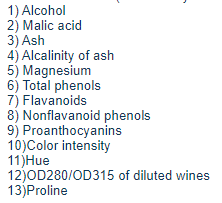 1) Alcohol
2) Malic acid
3) Ash
4) Alcalinity of ash
5) Magnesium
6) Total phenols
7) Flavanoids
8) Nonflavanoid phenols
9) Proanthocyanins
10)Color intensity
11)Hue
12)OD280/OD315 of diluted wines
13)Proline